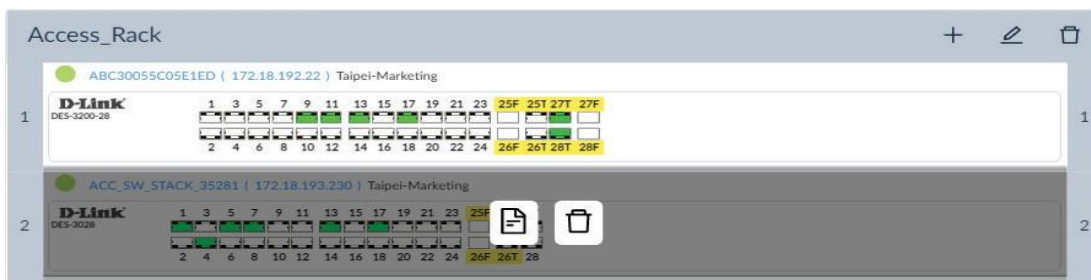 Access_Rack
ABC30055C05E1ED ( 172.18.192.22 ) Taipei-Marketing
D-Link
DES-3200-28
1 3 5 7 9 11 13 15 17 19 21 23 25F 25T 27T 27F
1 1
2 4 6 8 10 12 14 16 18 20 22 24 26F 26T 28T 28F
ACC_SW_STACK_35281 ( 172.18.193.230 ) Taipei-Marketing
D-Link
DES-3028
1 3 5 7 9 11 13 15 17 19 21 23 25F
2 2
2 4 6 8 10 12 14 16 18 20 22 24 26F 26T 28